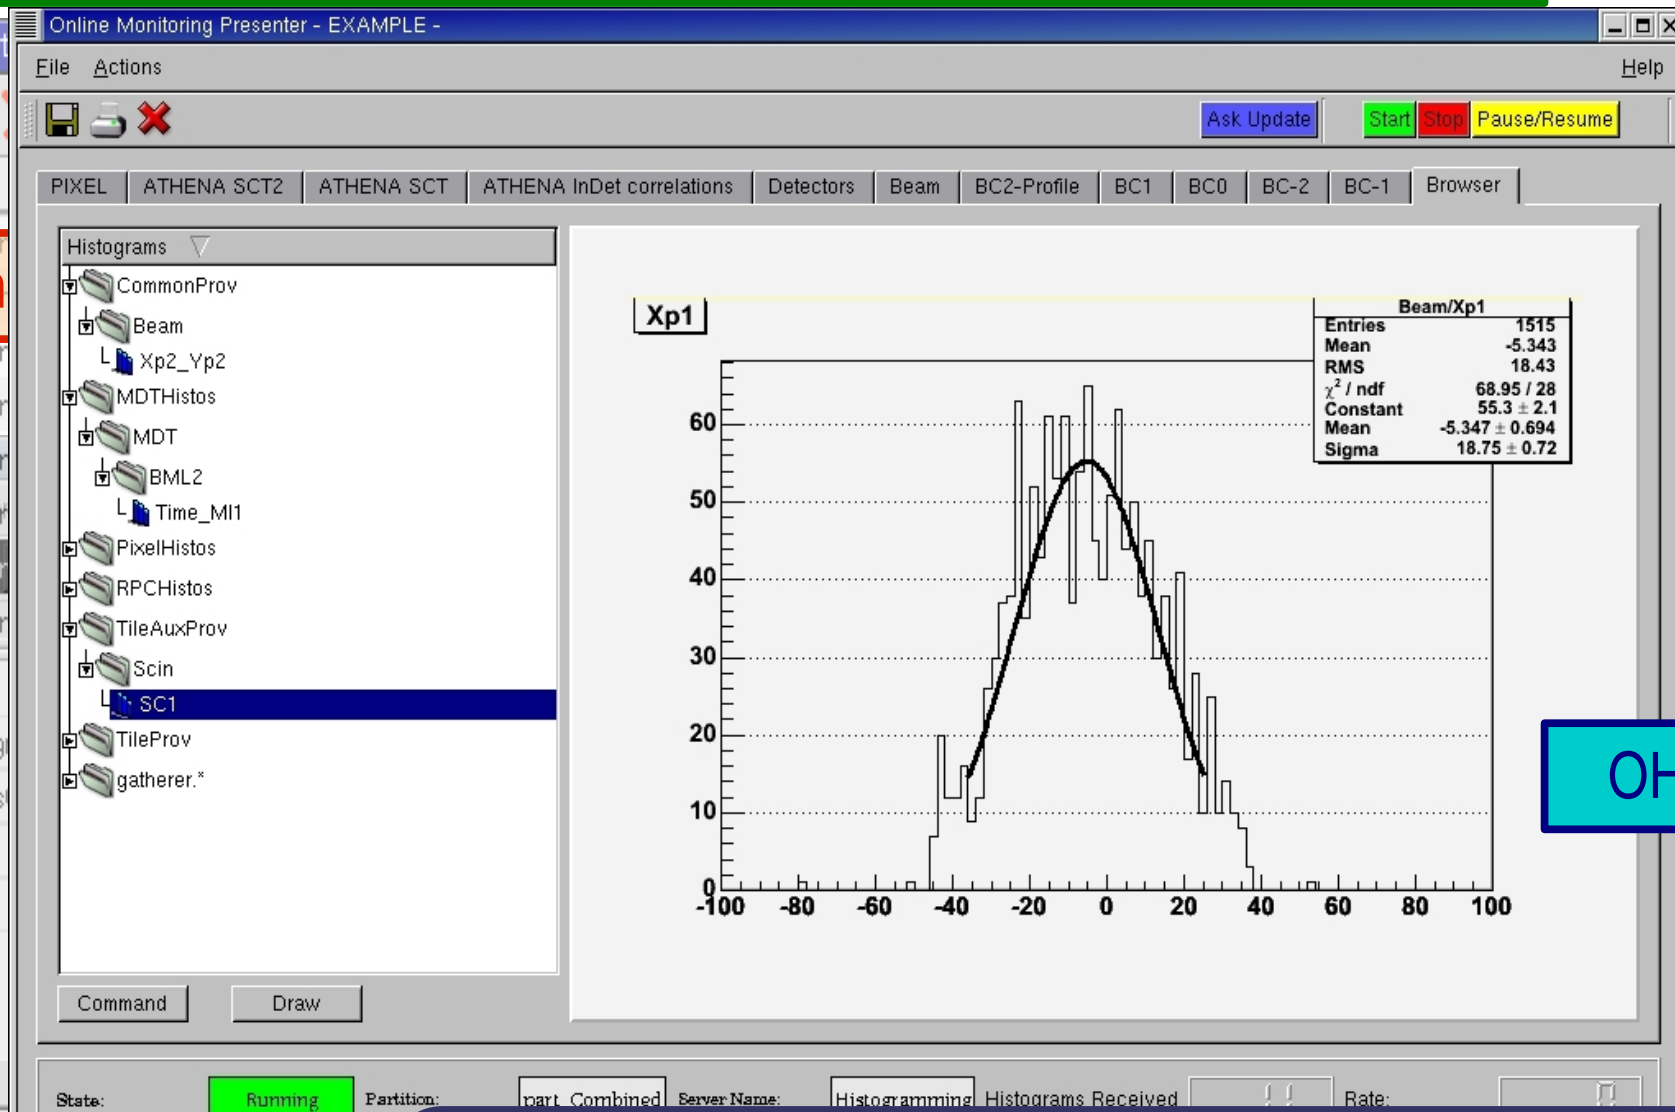 Online Monitoring Presenter - EXAMPLE -
File Actions Help
Ask Update Start Stop Pause/Resume
PIXEL ATHENA SCT2 ATHENA SCT ATHENA InDet correlations Detectors Beam BC2-Profile BC1 BC0 BC-2 BC-1 Browser
Histograms
CommonProv
Beam
Xp2_Yp2
MDTHistos
MDT
BML2
Time_Ml1
PixelHistos
RPCHistos
TileAuxProv
Scin
SC1
TileProv
gatherer.*
Command Draw
Xp1
Beam/Xp1
Entries 1515
Mean -5.343
RMS 18.43
χ² / ndf 68.95 / 28
Constant 55.3 ± 2.1
Mean -5.347 ± 0.694
Sigma 18.75 ± 0.72
60
50
40
30
20
10
0
-100 -80 -60 -40 -20 0 20 40 60 80 100
OH
State: Running Partition: part_Combined Server Name: Histogramming Histograms Received 11 Rate: 0